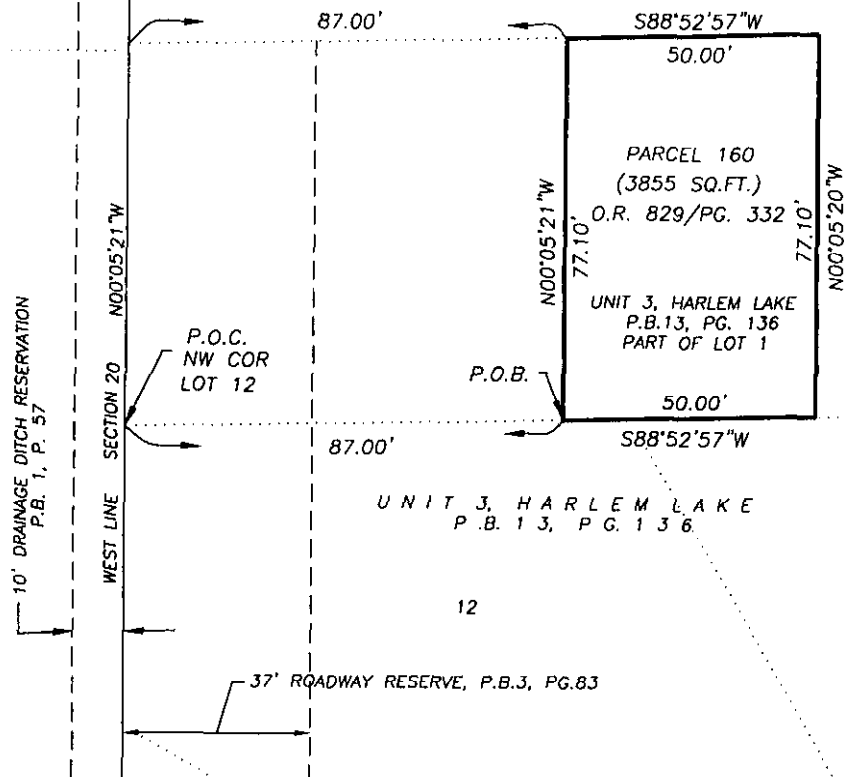 87.00'
S88°52'57"W
50.00'
PARCEL 160
(3855 SQ.FT.)
O.R. 829/PG. 332
N00°05'21"W
77.10'
77.10'
N00°05'20"W
UNIT 3, HARLEM LAKE
P.B.13, PG. 136
PART OF LOT 1
N00°05'21"W
WEST LINE SECTION 20
10' DRAINAGE DITCH RESERVATION
P.B. 1, P. 57
P.O.C.
NW COR
LOT 12
P.O.B.
50.00'
87.00'
S88°52'57"W
UNIT 3, HARLEM LAKE
P.B. 13, PG. 136
12
37' ROADWAY RESERVE, P.B.3, PG.83